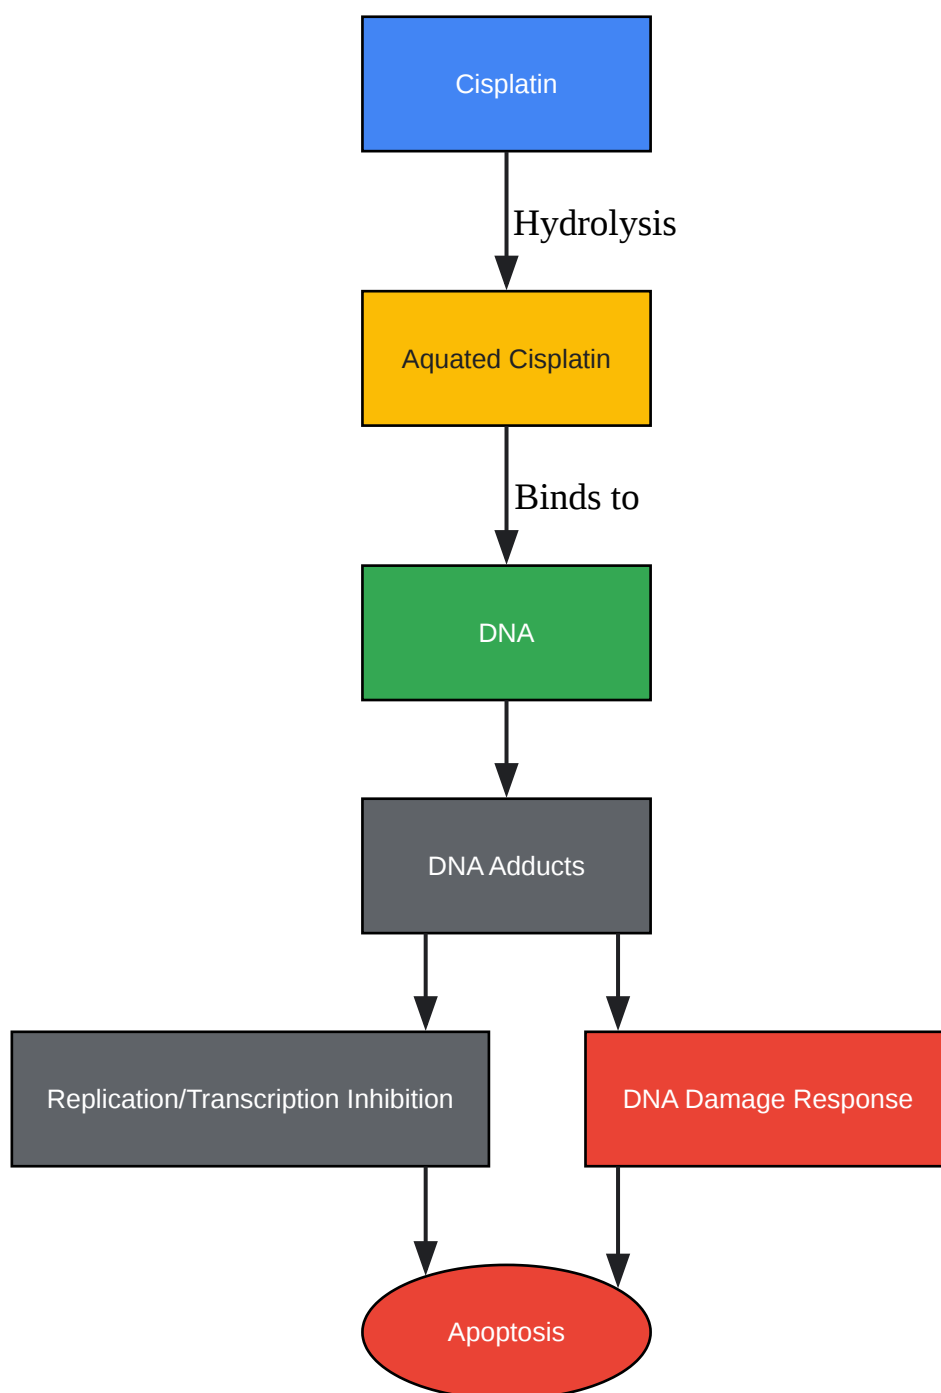 Cisplatin
Hydrolysis
Aquated Cisplatin
Binds to
DNA
DNA Adducts
Replication/Transcription Inhibition
DNA Damage Response
Apoptosis